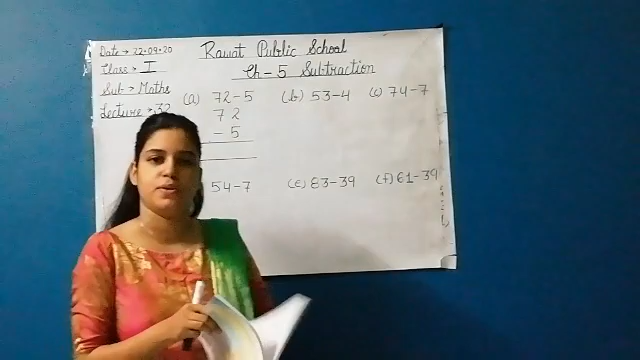 Date → 22.09.20
Rawat Public School
Class → I
Ch-5 Subtraction
Sub → Maths
Lecture → 32
(a) 72-5 (b) 53-4 (c) 74-7
72
- 5
54-7 (e) 83-39 (f) 61-39